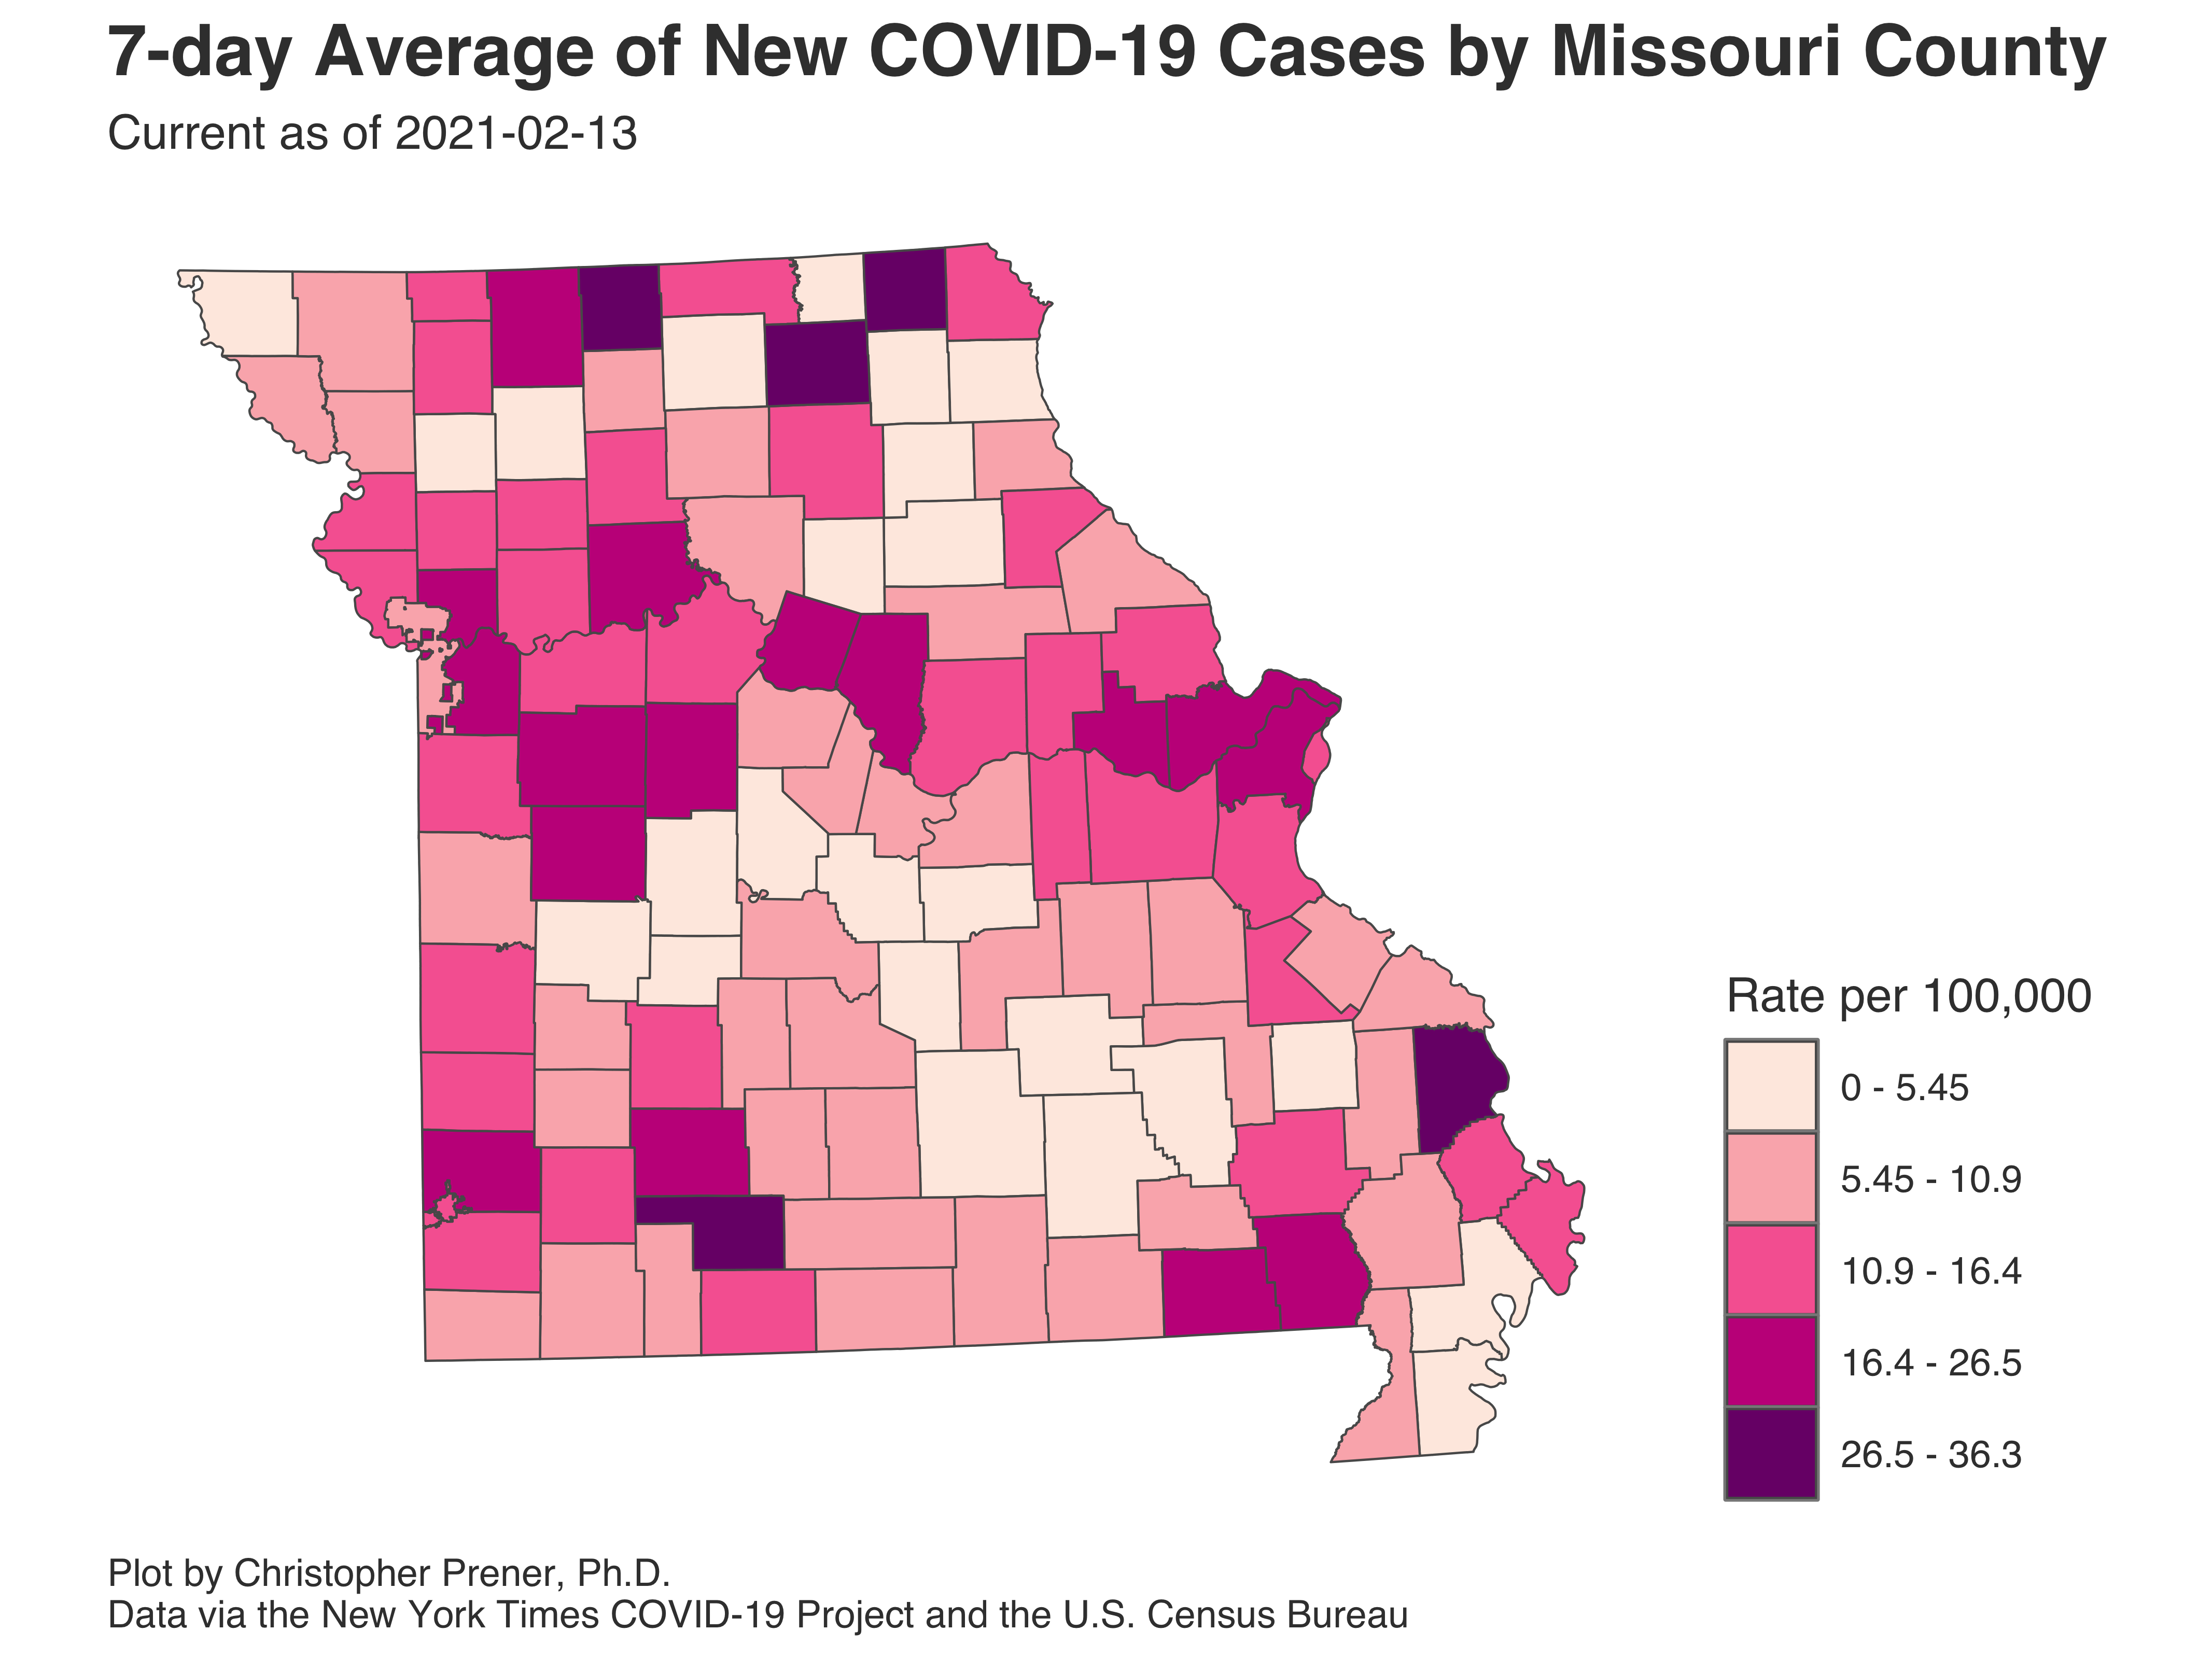 7-day Average of New COVID-19 Cases by Missouri County
Current as of 2021-02-13
Rate per 100,000
0 - 5.45
5.45 - 10.9
10.9 - 16.4
16.4 - 26.5
26.5 - 36.3
Plot by Christopher Prener, Ph.D.
Data via the New York Times COVID-19 Project and the U.S. Census Bureau